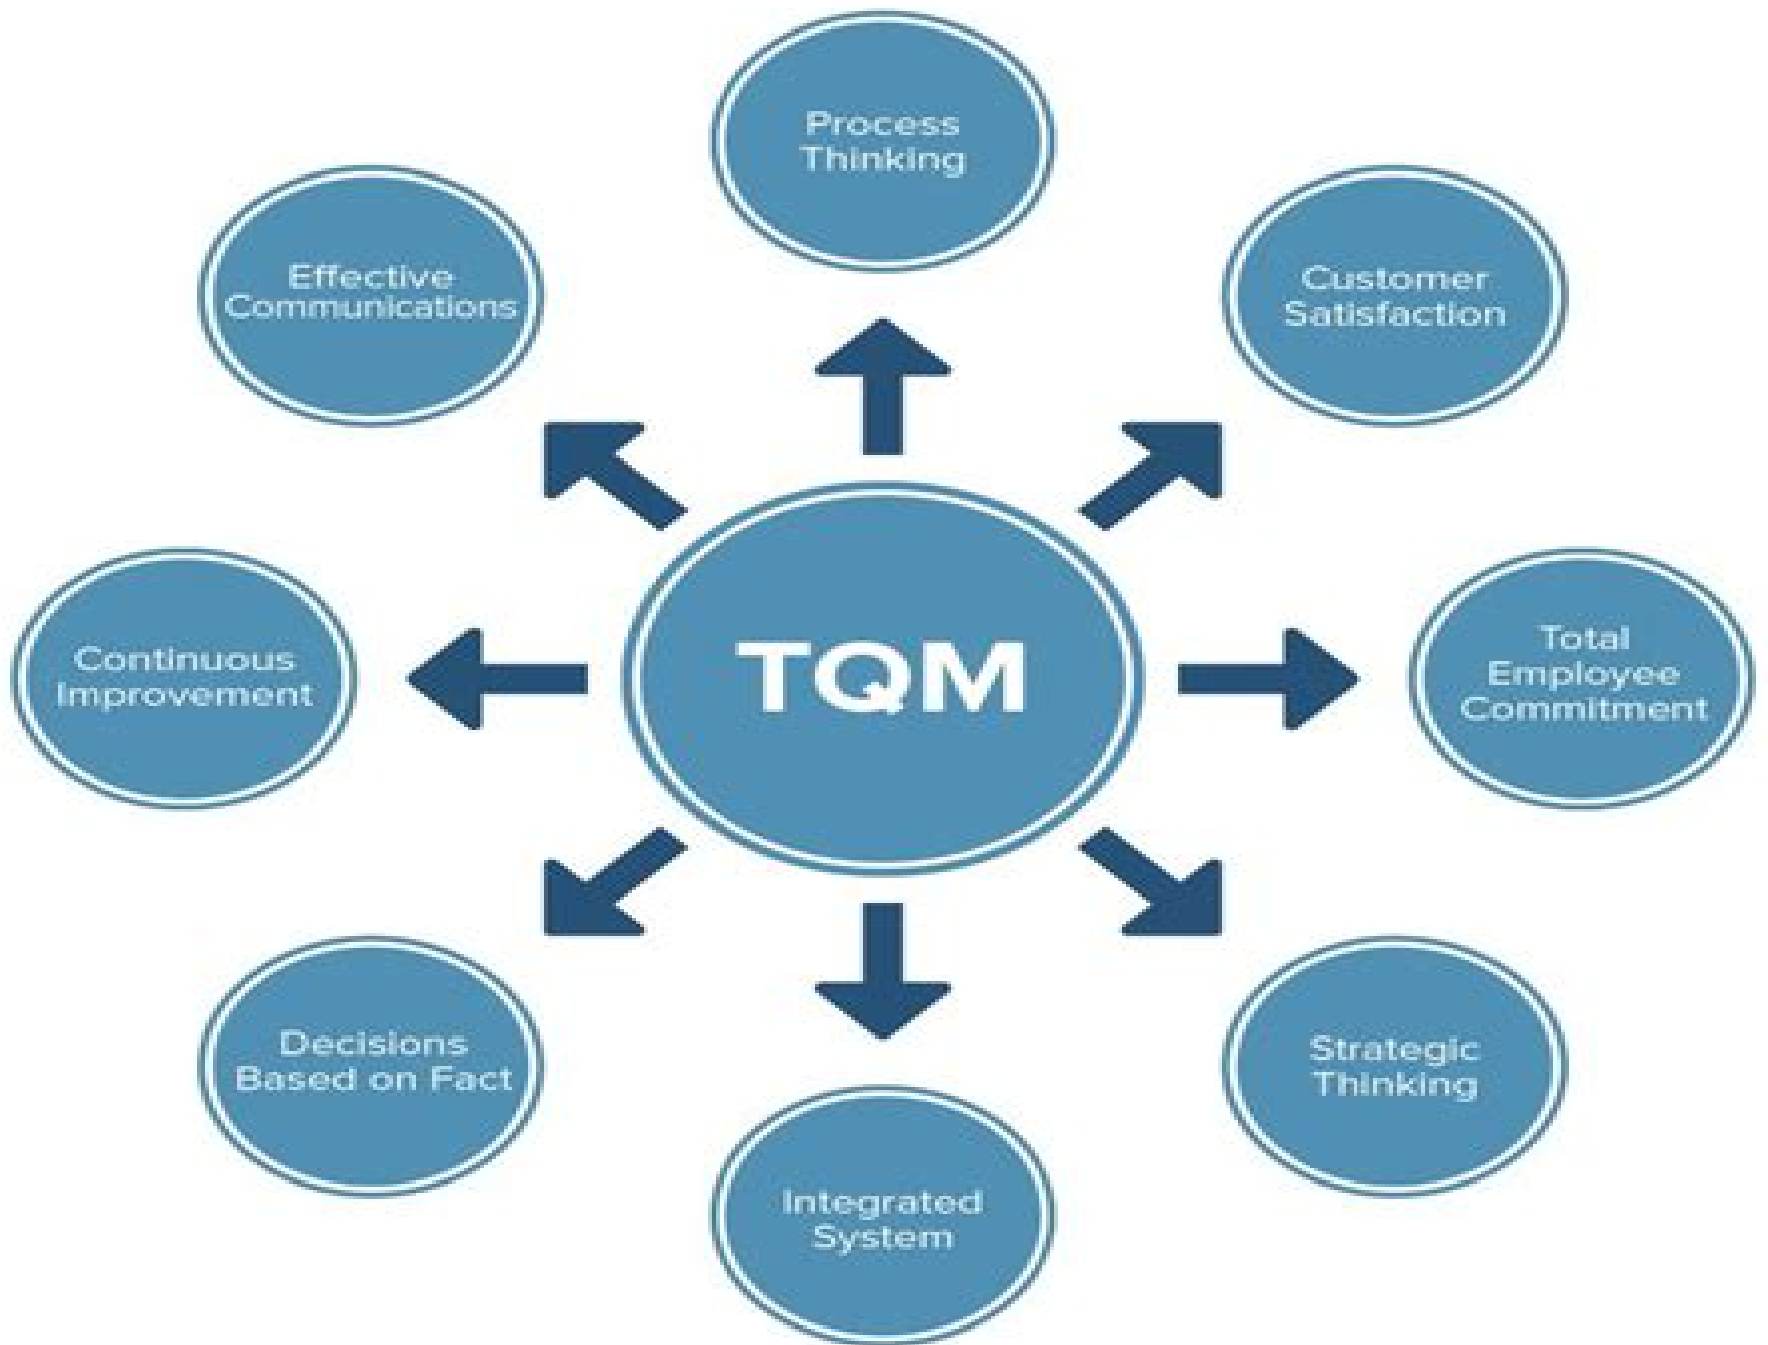 Process
Thinking
Customer
Satisfaction
Total
Employee
Commitment
Strategic
Thinking
Integrated
System
Decisions
Based on Fact
Continuous
Improvement
Effective
Communications
TQM